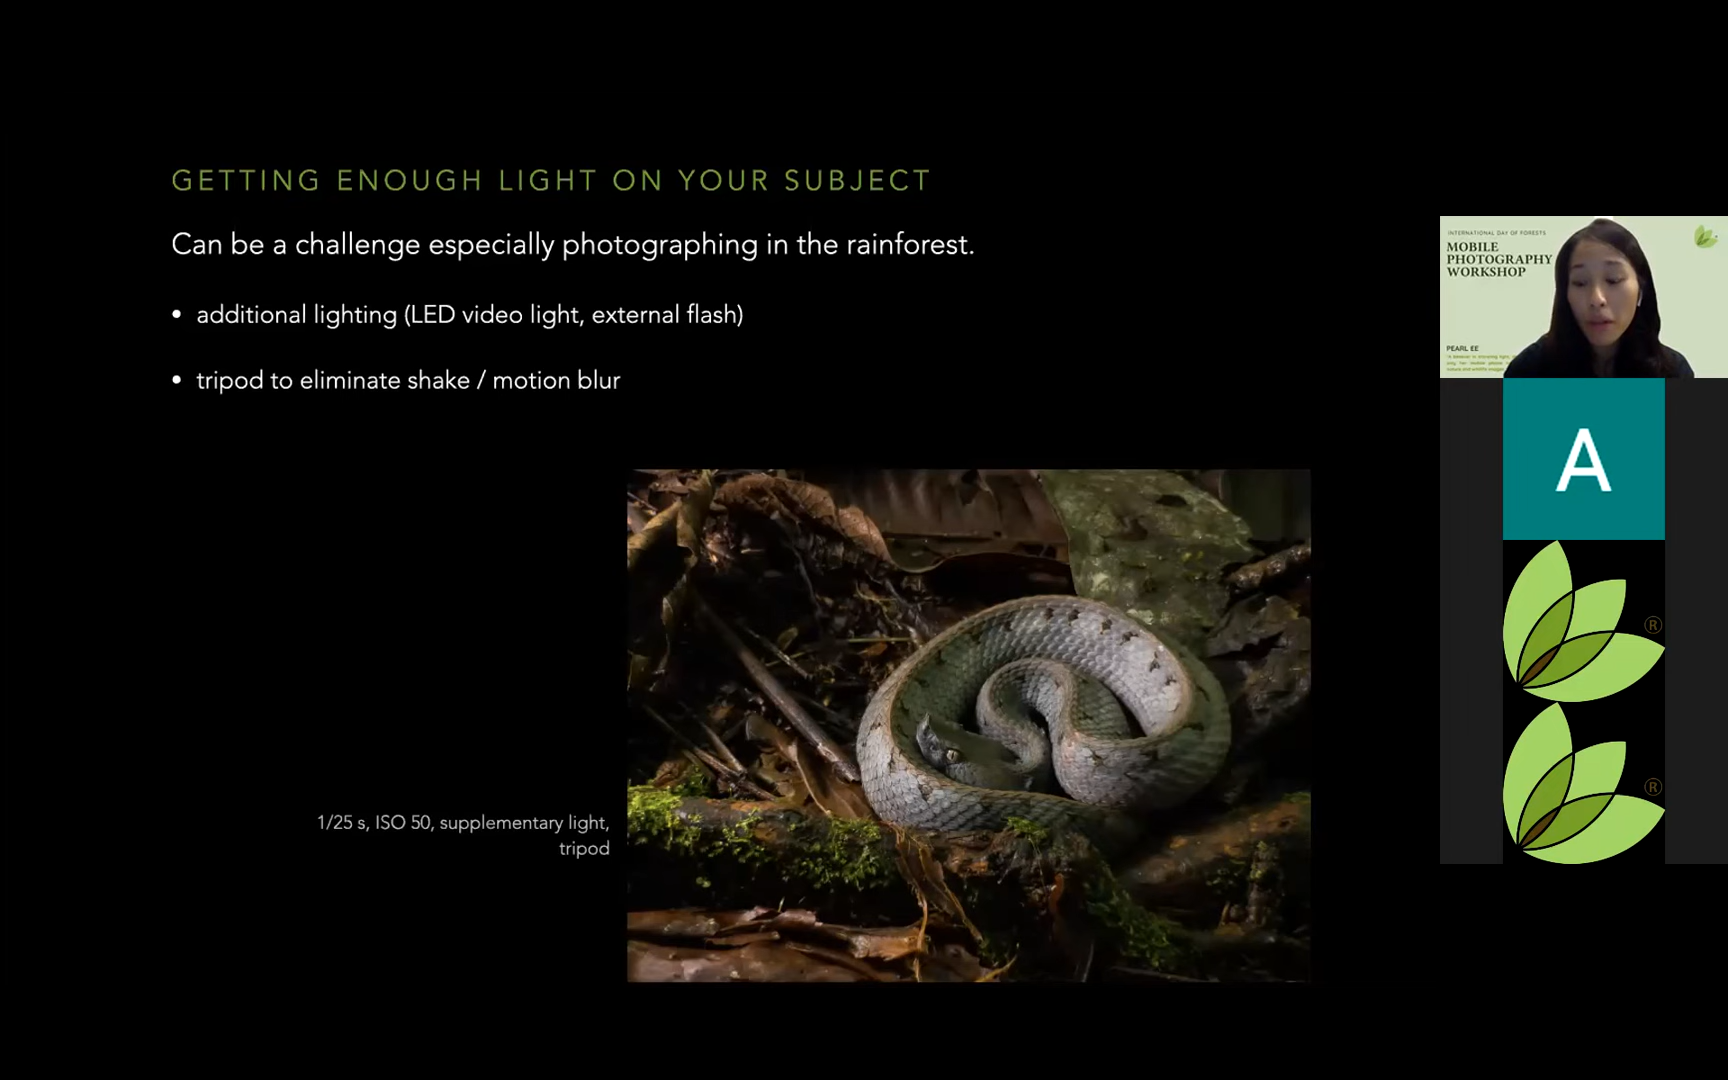 GETTING ENOUGH LIGHT ON YOUR SUBJECT
Can be a challenge especially photographing in the rainforest.
• additional lighting (LED video light, external flash)
• tripod to eliminate shake / motion blur
1/25 s, ISO 50, supplementary light,
tripod
INTERNATIONAL DAY OF FORESTS
MOBILE
PHOTOGRAPHY
WORKSHOP
PEARL EE
A
®
®